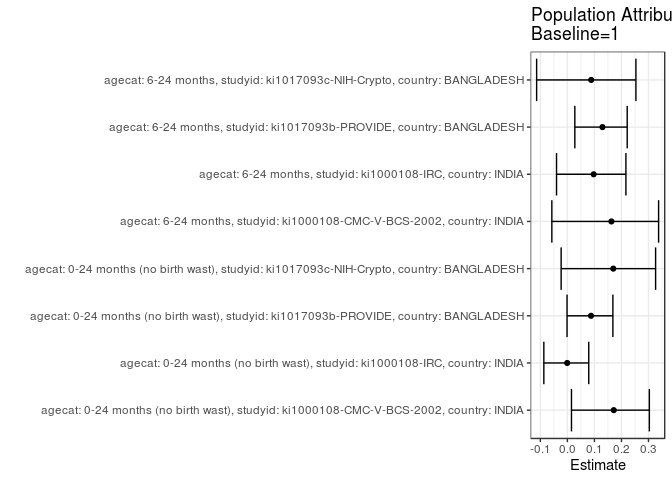 Population Attribu
Baseline=1
agecat: 6-24 months, studyid: ki1017093c-NIH-Crypto, country: BANGLADESH
agecat: 6-24 months, studyid: ki1017093b-PROVIDE, country: BANGLADESH
agecat: 6-24 months, studyid: ki1000108-IRC, country: INDIA
agecat: 6-24 months, studyid: ki1000108-CMC-V-BCS-2002, country: INDIA
agecat: 0-24 months (no birth wast), studyid: ki1017093c-NIH-Crypto, country: BANGLADESH
agecat: 0-24 months (no birth wast), studyid: ki1017093b-PROVIDE, country: BANGLADESH
agecat: 0-24 months (no birth wast), studyid: ki1000108-IRC, country: INDIA
agecat: 0-24 months (no birth wast), studyid: ki1000108-CMC-V-BCS-2002, country: INDIA
-0.1 0.0 0.1 0.2 0.3
Estimate